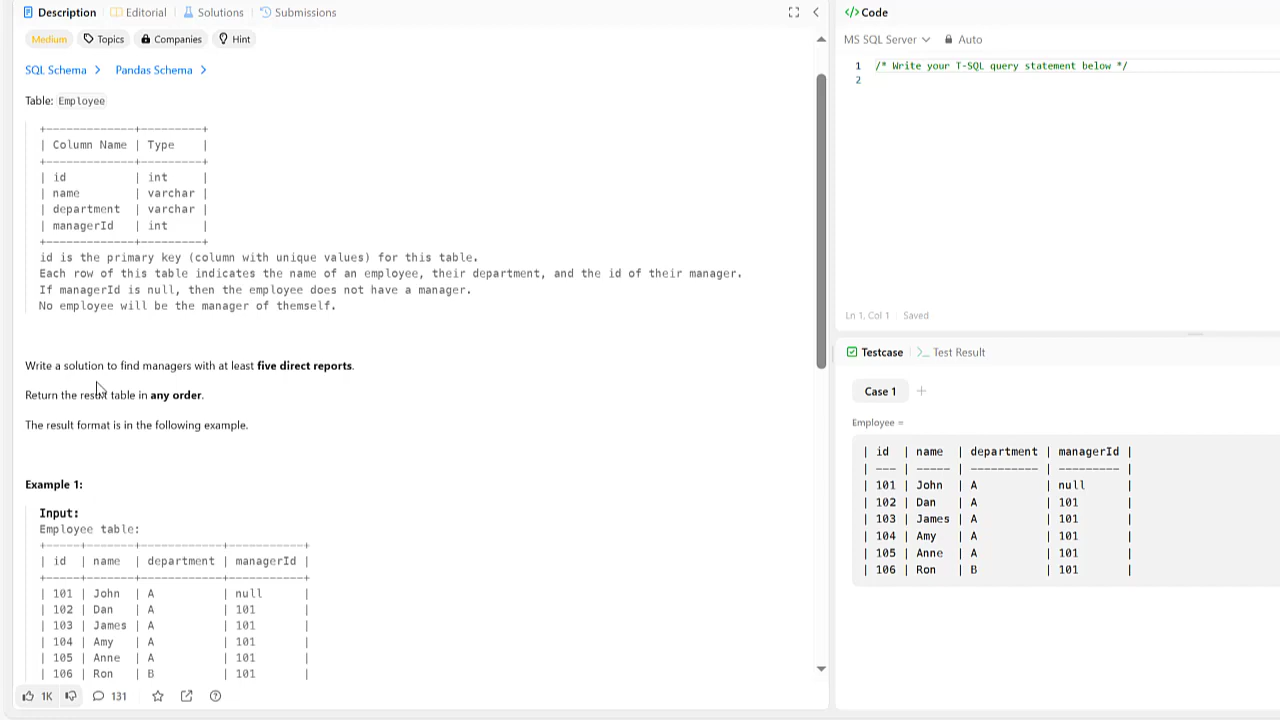 Description Editorial Solutions Submissions
Medium Topics Companies Hint
SQL Schema > Pandas Schema >
Table: Employee
+-------------+---------+
| Column Name | Type    |
+-------------+---------+
| id          | int     |
| name        | varchar |
| department  | varchar |
| managerId   | int     |
+-------------+---------+
id is the primary key (column with unique values) for this table.
Each row of this table indicates the name of an employee, their department, and the id of their manager.
If managerId is null, then the employee does not have a manager.
No employee will be the manager of themself.
Write a solution to find managers with at least five direct reports.
Return the result table in any order.
The result format is in the following example.
Example 1:
Input:
Employee table:
+-----+-------+------------+-----------+
| id  | name  | department | managerId |
+-----+-------+------------+-----------+
| 101 | John  | A          | null      |
| 102 | Dan   | A          | 101       |
| 103 | James | A          | 101       |
| 104 | Amy   | A          | 101       |
| 105 | Anne  | A          | 101       |
| 106 | Ron   | B          | 101       |
1K 131
</> Code
MS SQL Server Auto
1 /* Write your T-SQL query statement below */
2
Ln 1, Col 1 | Saved
Testcase >_ Test Result
Case 1 +
Employee =
| id  | name  | department | managerId |
| --- | ----- | ---------- | --------- |
| 101 | John  | A          | null      |
| 102 | Dan   | A          | 101       |
| 103 | James | A          | 101       |
| 104 | Amy   | A          | 101       |
| 105 | Anne  | A          | 101       |
| 106 | Ron   | B          | 101       |